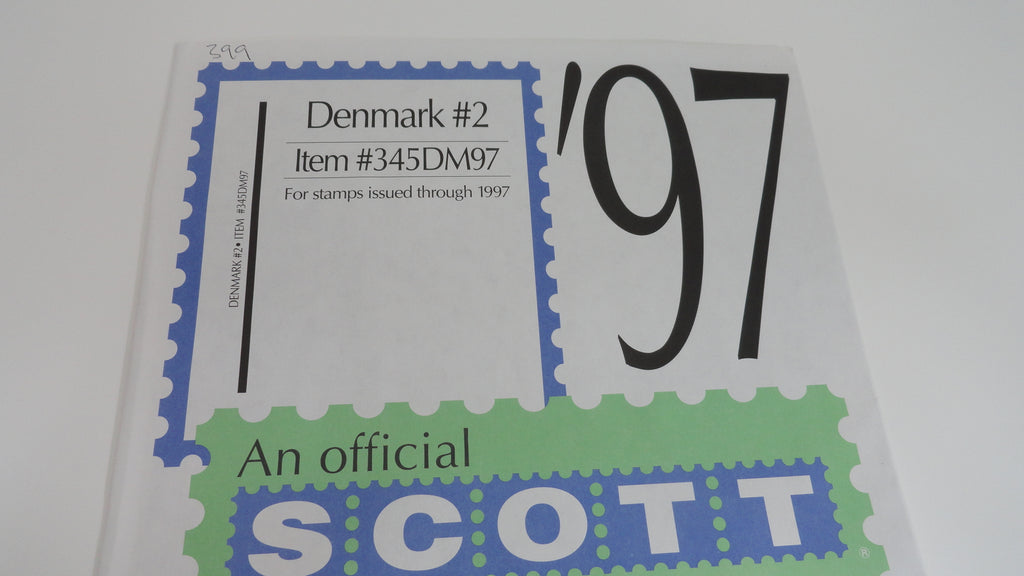 399
Denmark #2
Item #345DM97
For stamps issued through 1997
DENMARK #2• ITEM #345DM97
'97
An official
SCOTT®